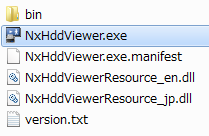 bin
NxHddViewer.exe
NxHddViewer.exe.manifest
NxHddViewerResource_en.dll
NxHddViewerResource_jp.dll
version.txt